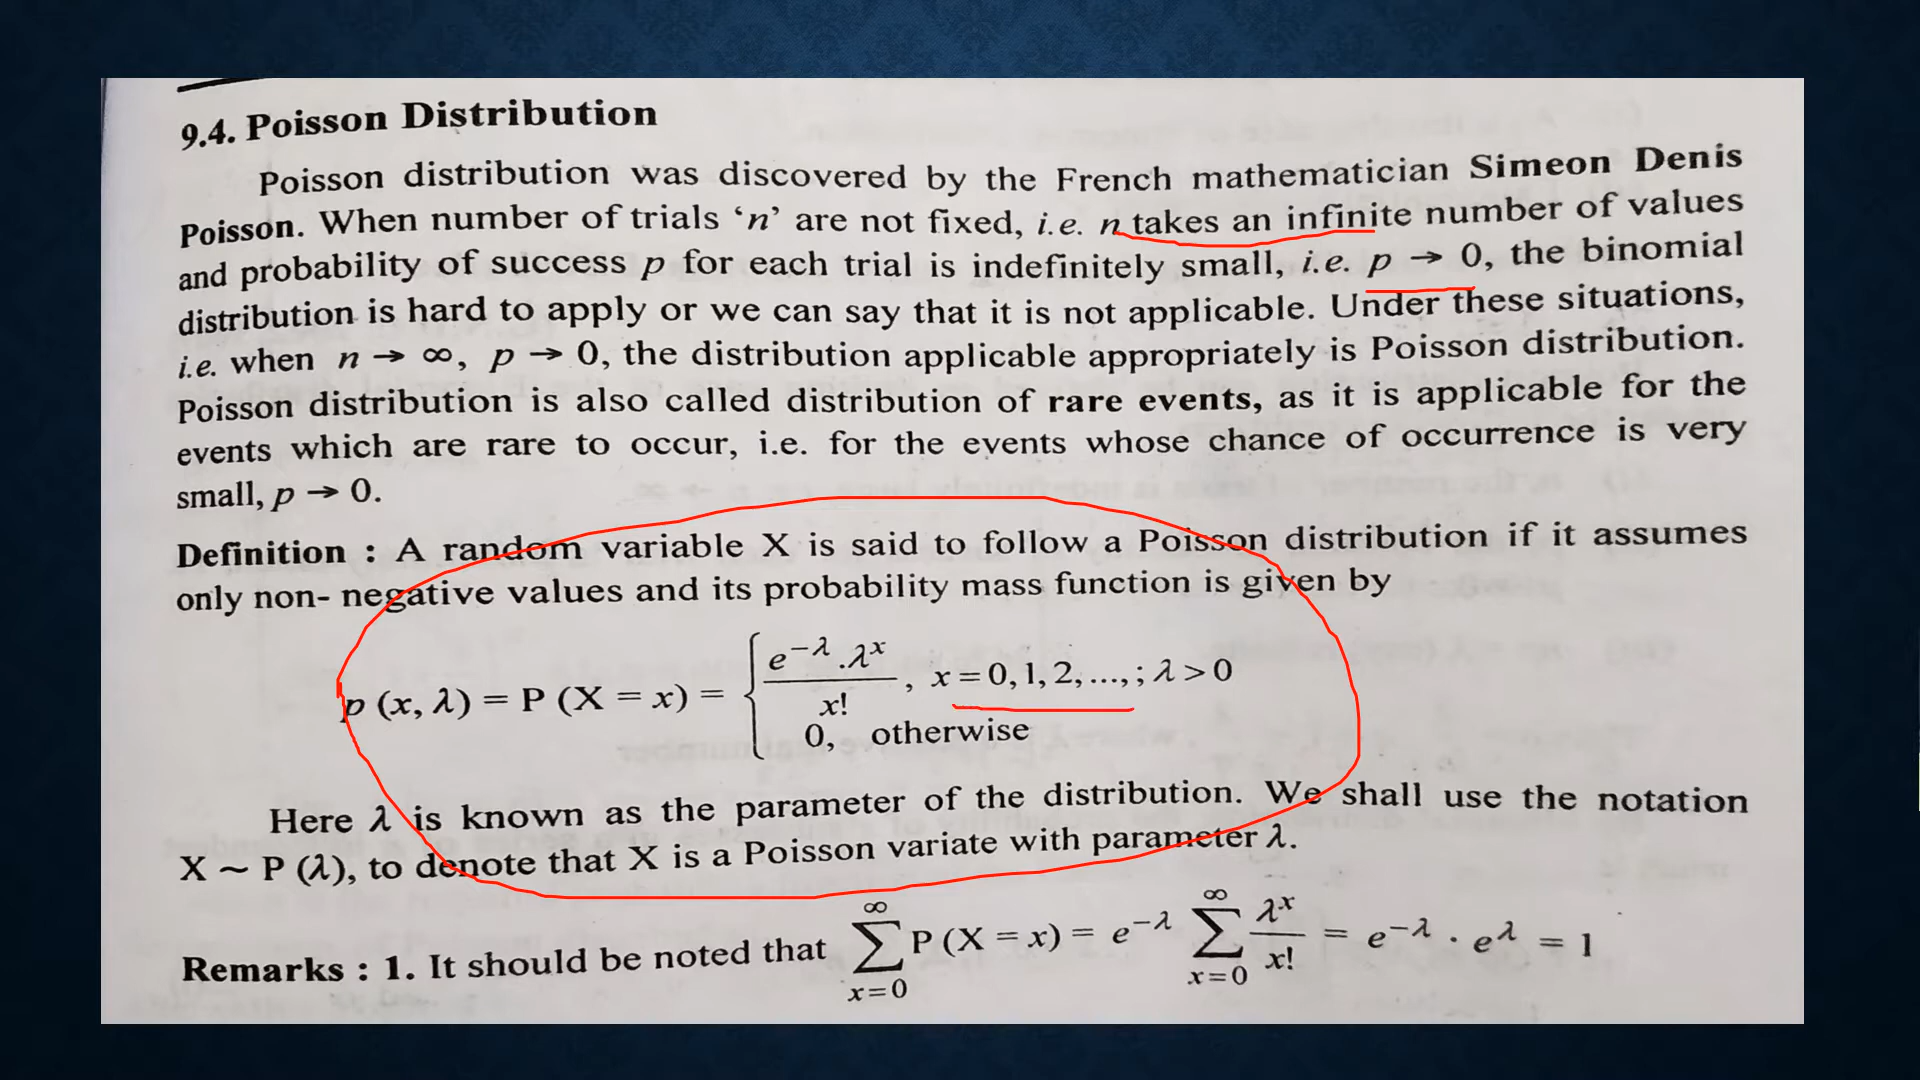 9.4. Poisson Distribution
Poisson distribution was discovered by the French mathematician Simeon Denis
Poisson. When number of trials ‘n’ are not fixed, i.e. n takes an infinite number of values
and probability of success p for each trial is indefinitely small, i.e. p → 0, the binomial
distribution is hard to apply or we can say that it is not applicable. Under these situations,
i.e. when n → ∞, p → 0, the distribution applicable appropriately is Poisson distribution.
Poisson distribution is also called distribution of rare events, as it is applicable for the
events which are rare to occur, i.e. for the events whose chance of occurrence is very
small, p → 0.
Definition : A random variable X is said to follow a Poisson distribution if it assumes
only non- negative values and its probability mass function is given by
p (x, λ) = P (X = x) = { e^{−λ} . λ^x / x! , x = 0, 1, 2, ..., ; λ > 0
0, otherwise
Here λ is known as the parameter of the distribution. We shall use the notation
X ~ P (λ), to denote that X is a Poisson variate with parameter λ.
Remarks : 1. It should be noted that ∑_{x=0}^{∞} P (X = x) = e^{−λ} ∑_{x=0}^{∞} λ^x / x! = e^{−λ} · e^λ = 1